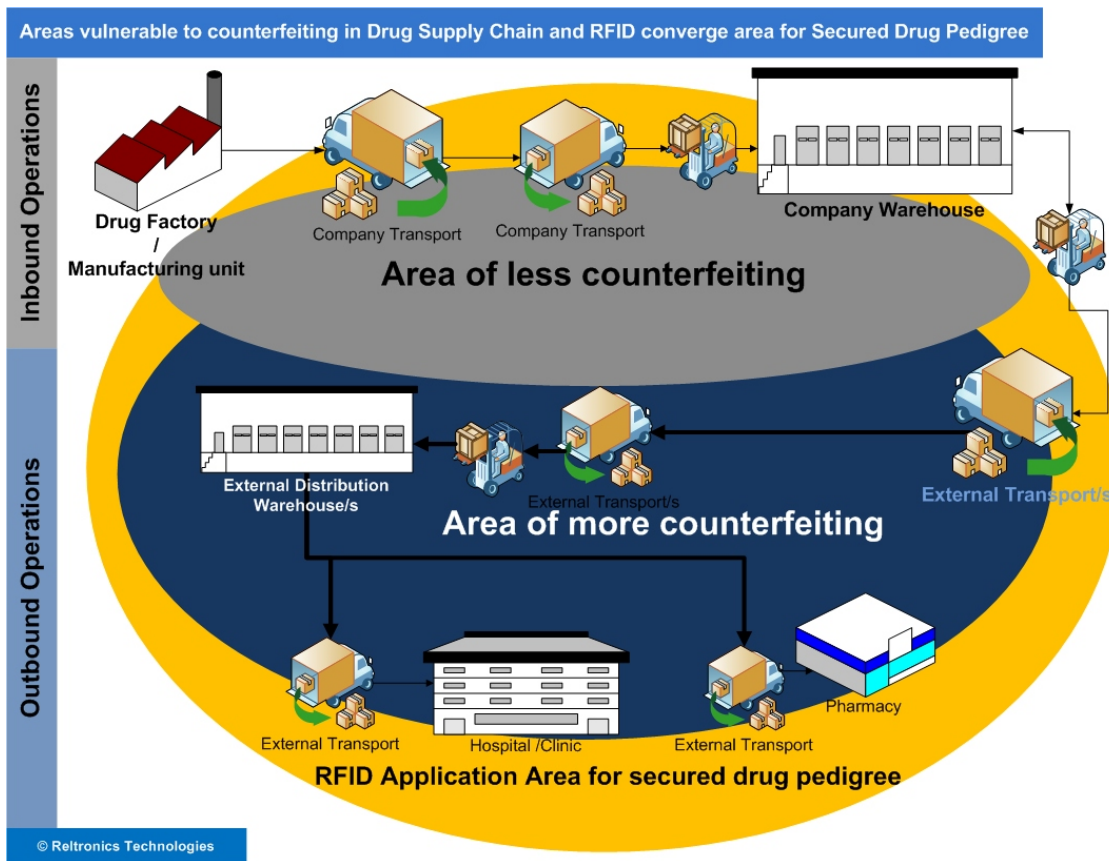 Areas vulnerable to counterfeiting in Drug Supply Chain and RFID converge area for Secured Drug Pedigree
Inbound Operations
Drug Factory
/
Manufacturing unit
Company Transport
Company Transport
Company Warehouse
Area of less counterfeiting
Outbound Operations
External Distribution
Warehouse/s
External Transport/s
External Transport/s
Area of more counterfeiting
External Transport
Hospital /Clinic
External Transport
Pharmacy
RFID Application Area for secured drug pedigree
© Reltronics Technologies